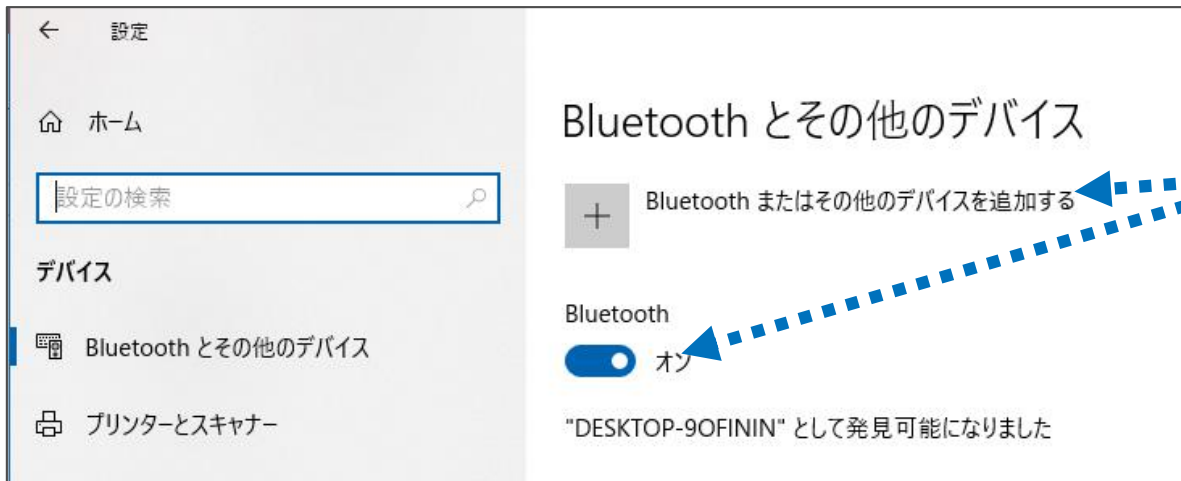 設定
ホーム
設定の検索
デバイス
Bluetooth とその他のデバイス
プリンターとスキャナー
Bluetooth とその他のデバイス
Bluetooth またはその他のデバイスを追加する
Bluetooth
オン
"DESKTOP-9OFININ" として発見可能になりました